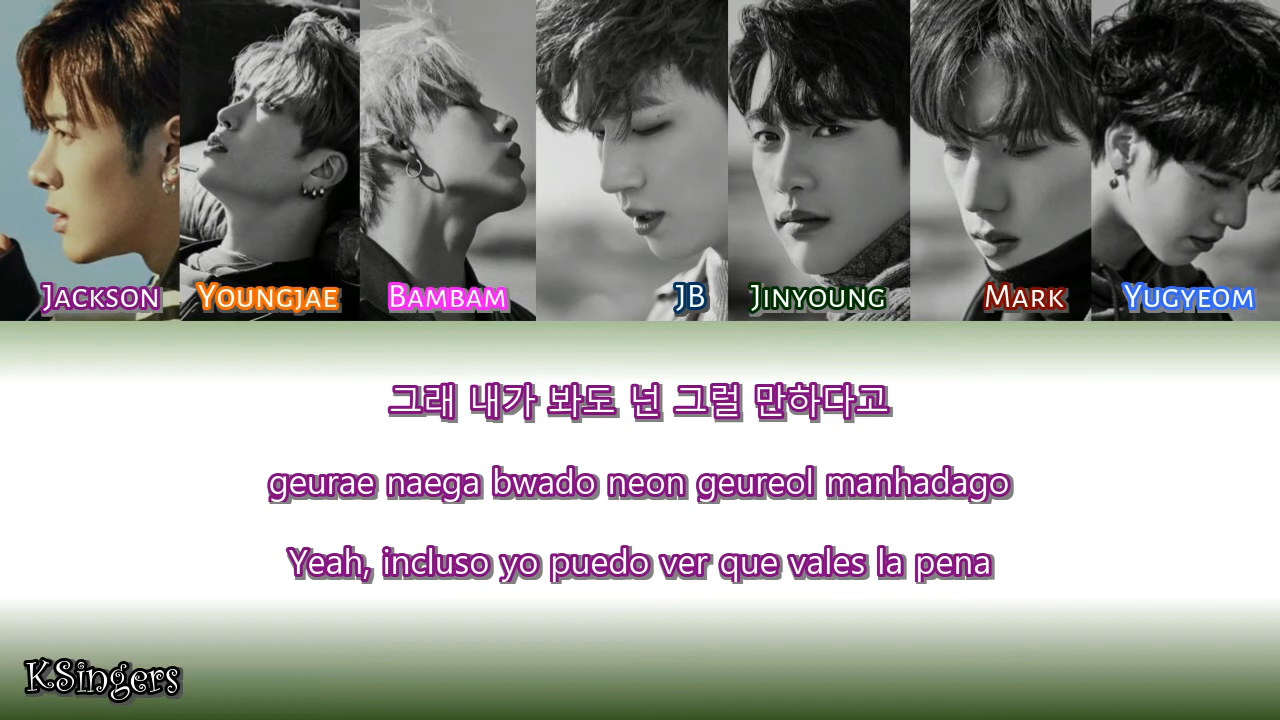 Jackson
Youngjae
Bambam
JB
Jinyoung
Mark
Yugyeom
그래 내가 봐도 넌 그럴 만하다고
geurae naega bwado neon geureol manhadago
Yeah, incluso yo puedo ver que vales la pena
KSingers